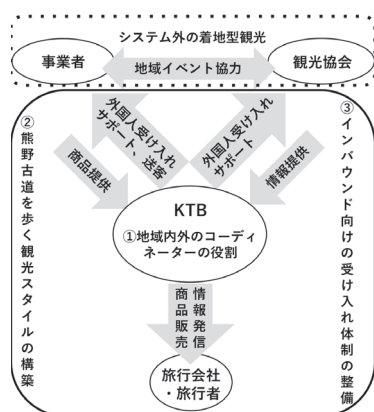 システム外の着地型観光
事業者
地域イベント協力
観光協会
外国人受け入れ
サポート、送客
外国人受け入れ
サポート
商品提供
情報提供
②熊野古道を歩く観光スタイルの構築
③インバウンド向けの受け入れ体制の整備
KTB
①地域内外のコーディ
ネーターの役割
情報発信
商品販売
旅行会社
・旅行者